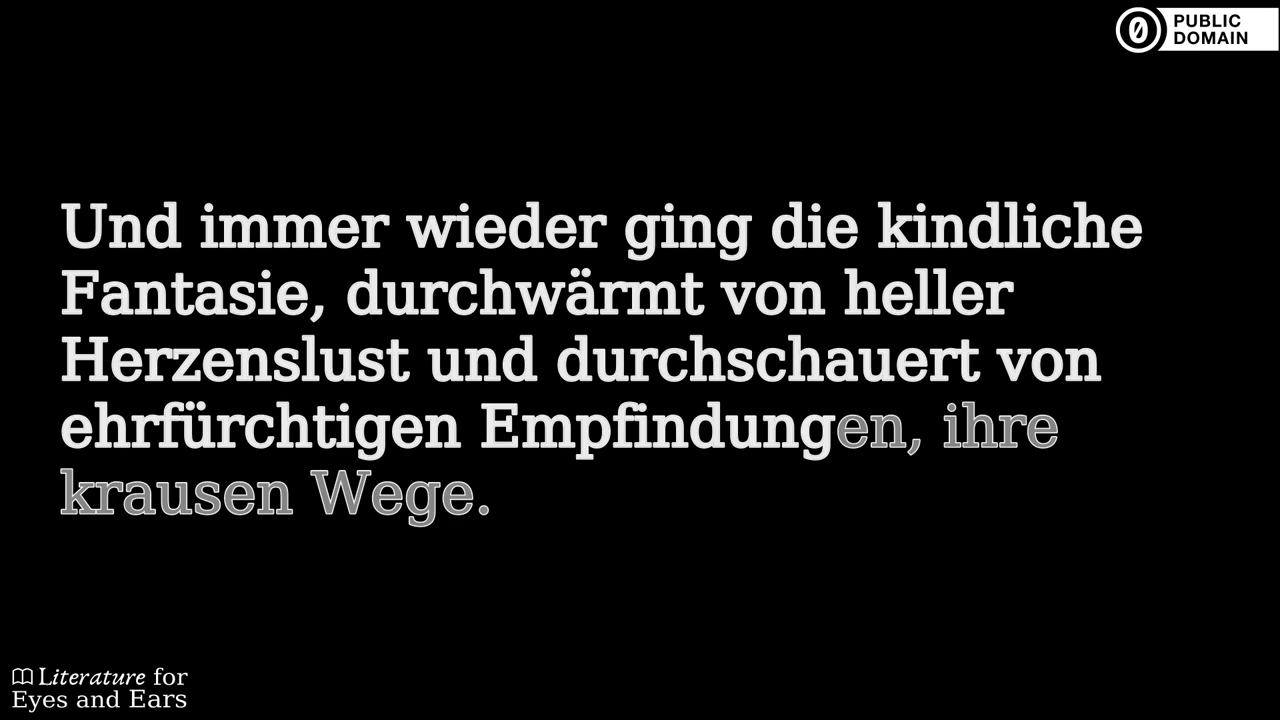 PUBLIC
DOMAIN
Und immer wieder ging die kindliche
Fantasie, durchwärmt von heller
Herzenslust und durchschauert von
ehrfürchtigen Empfindungen, ihre
krausen Wege.
Literature for
Eyes and Ears